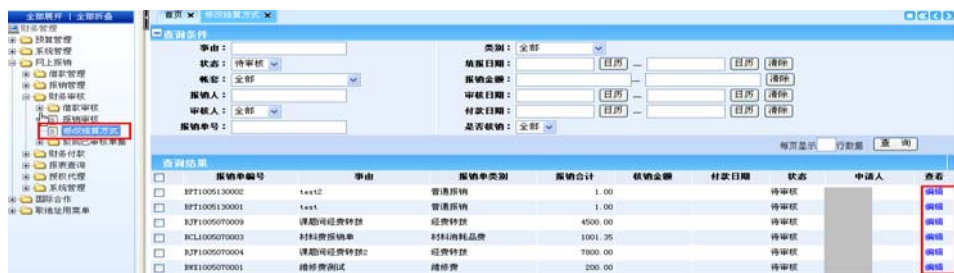 全部展开 | 全部折叠
财务管理
预算管理
系统管理
网上报销
借款管理
报销管理
财务审核
借款审核
报销审核
修改结算方式
财务付款
报表查询
授权代理
系统管理
国际合作
首页 × 修改结算方式 ×
查询条件
事由： 类别： 全部
状态： 待审核 填报日期： 日历 — 日历 清除
帐套： 全部 报销金额： — 清除
报销人： 审核日期： 日历 — 日历 清除
审核人： 全部 付款日期： 日历 — 日历 清除
报销单号： 是否核销： 全部
每页显示 行数据 查 询
查询结果
报销单编号 事由 报销单类别 报销合计 核销金额 付款日期 状态 申请人 查看
BPT1005130002 test2 普通报销 1.00 待审核 编辑
BPT1005130001 test 普通报销 1.00 待审核 编辑
BJF1005070009 课题间经费转拨 经费转拨 4500.00 待审核 编辑
BCL1005070003 材料费报销单 材料消耗品费 1001.35 待审核 编辑
BJF1005070004 课题间经费转拨2 经费转拨 7800.00 待审核 编辑
BWX1005070001 维修费测试 维修费 200.00 待审核 编辑